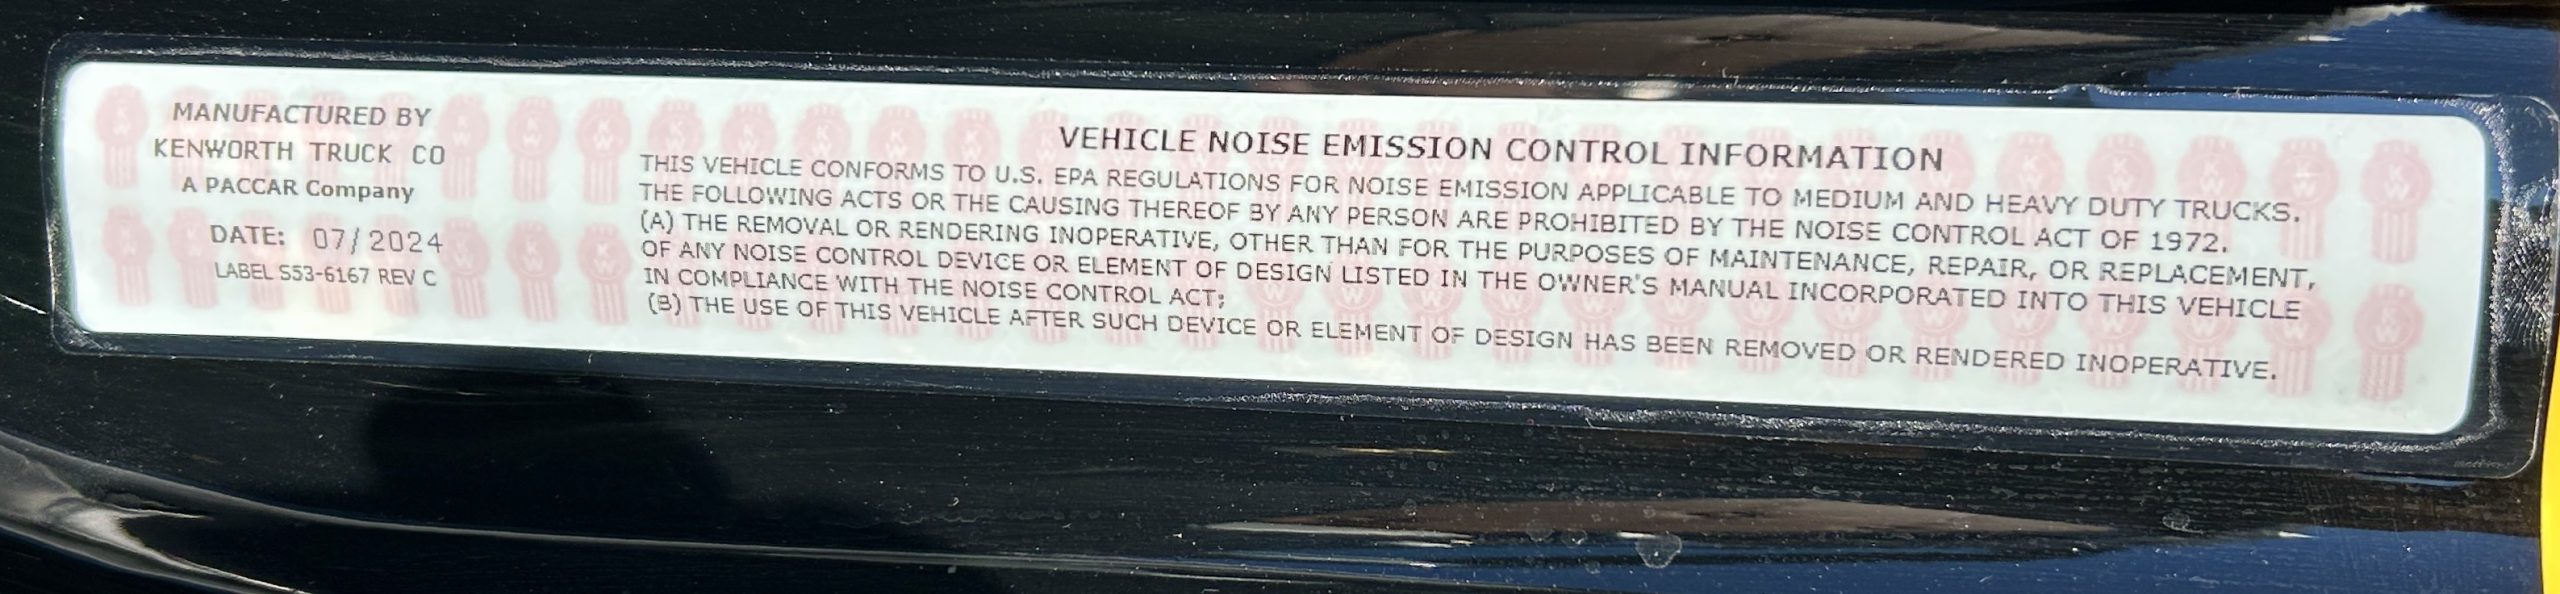 MANUFACTURED BY
KENWORTH TRUCK CO
A PACCAR Company
DATE: 07/2024
LABEL S53-6167 REV C
VEHICLE NOISE EMISSION CONTROL INFORMATION
THIS VEHICLE CONFORMS TO U.S. EPA REGULATIONS FOR NOISE EMISSION APPLICABLE TO MEDIUM AND HEAVY DUTY TRUCKS.
THE FOLLOWING ACTS OR THE CAUSING THEREOF BY ANY PERSON ARE PROHIBITED BY THE NOISE CONTROL ACT OF 1972.
(A) THE REMOVAL OR RENDERING INOPERATIVE, OTHER THAN FOR THE PURPOSES OF MAINTENANCE, REPAIR, OR REPLACEMENT,
OF ANY NOISE CONTROL DEVICE OR ELEMENT OF DESIGN LISTED IN THE OWNER'S MANUAL INCORPORATED INTO THIS VEHICLE
IN COMPLIANCE WITH THE NOISE CONTROL ACT;
(B) THE USE OF THIS VEHICLE AFTER SUCH DEVICE OR ELEMENT OF DESIGN HAS BEEN REMOVED OR RENDERED INOPERATIVE.